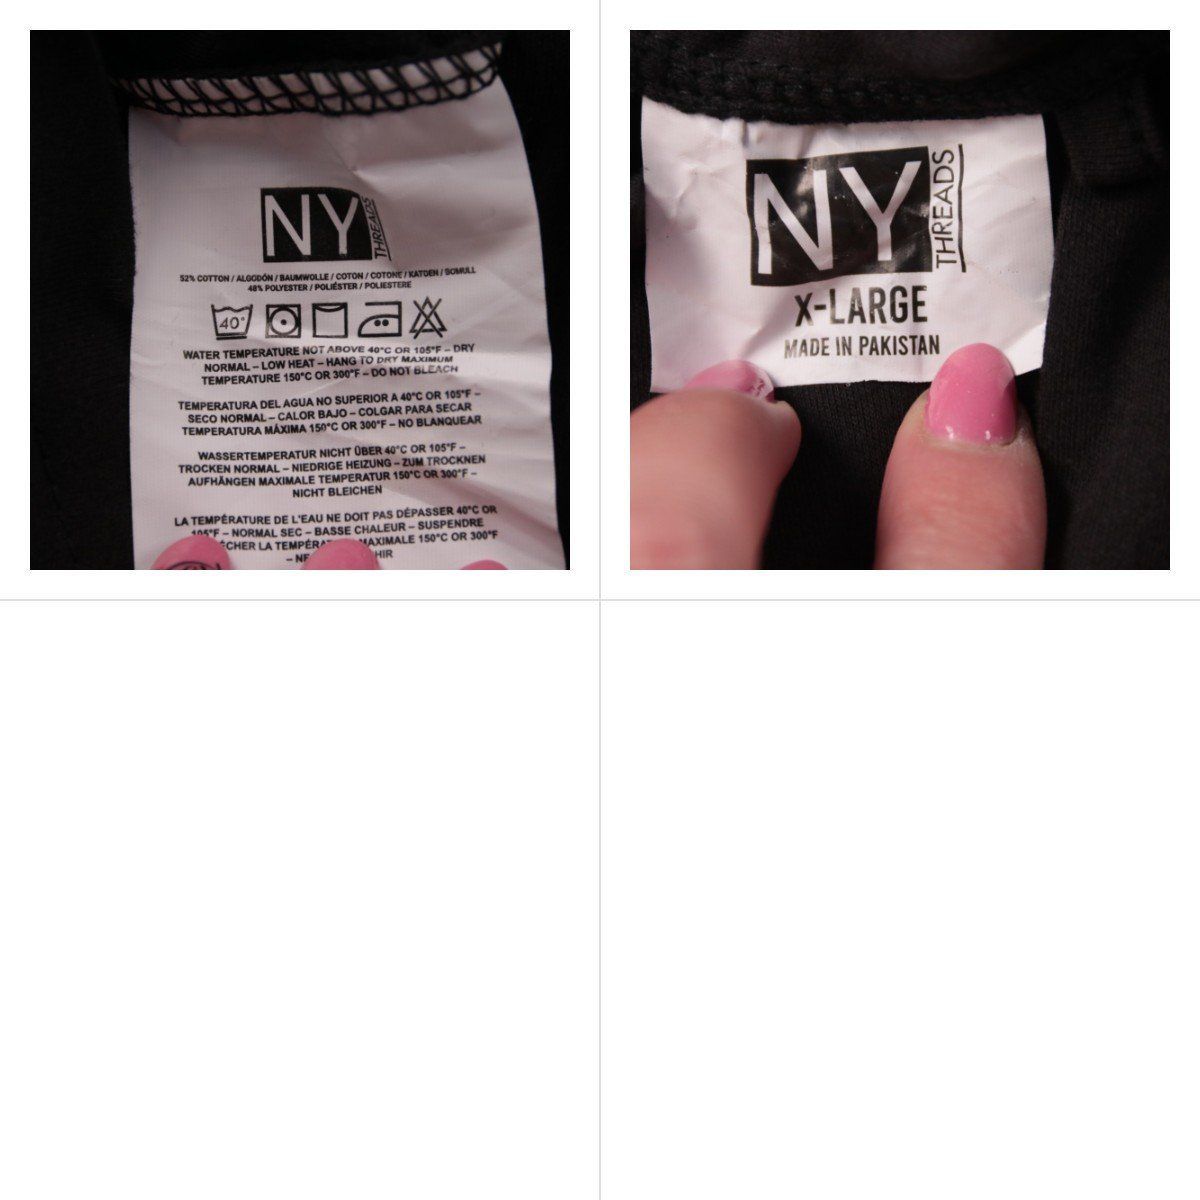 NY
THREADS
52% COTTON / ALGODÓN / BAUMWOLLE / COTON / COTONE / KATOEN / BOMULL
48% POLYESTER / POLIÉSTER / POLIESTERE
40°
WATER TEMPERATURE NOT ABOVE 40°C OR 105°F – DRY
NORMAL – LOW HEAT – HANG TO DRY MAXIMUM
TEMPERATURE 150°C OR 300°F – DO NOT BLEACH
TEMPERATURA DEL AGUA NO SUPERIOR A 40°C OR 105°F –
SECO NORMAL – CALOR BAJO – COLGAR PARA SECAR
TEMPERATURA MÁXIMA 150°C OR 300°F – NO BLANQUEAR
WASSERTEMPERATUR NICHT ÜBER 40°C OR 105°F –
TROCKEN NORMAL – NIEDRIGE HEIZUNG – ZUM TROCKNEN
AUFHÄNGEN MAXIMALE TEMPERATUR 150°C OR 300°F –
NICHT BLEICHEN
LA TEMPÉRATURE DE L'EAU NE DOIT PAS DÉPASSER 40°C OR
105°F – NORMAL SEC – BASSE CHALEUR – SUSPENDRE
LA MAXIMALE 150°C OR 300°F
–
NY
THREADS
X-LARGE
MADE IN PAKISTAN